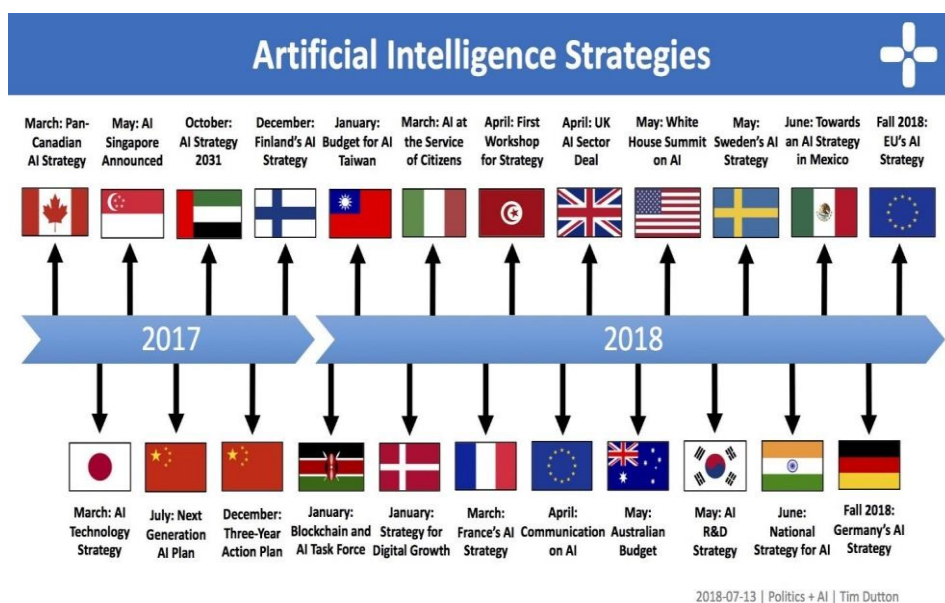 Artificial Intelligence Strategies
March: Pan-
Canadian
AI Strategy
May: AI
Singapore
Announced
October:
AI Strategy
2031
December:
Finland's AI
Strategy
January:
Budget for AI
Taiwan
March: AI at
the Service
of Citizens
April: First
Workshop
for Strategy
April: UK
AI Sector
Deal
May: White
House Summit
on AI
May:
Sweden's AI
Strategy
June: Towards
an AI Strategy
in Mexico
Fall 2018:
EU's AI
Strategy
2017
2018
March: AI
Technology
Strategy
July: Next
Generation
AI Plan
December:
Three-Year
Action Plan
January:
Blockchain and
AI Task Force
January:
Strategy for
Digital Growth
March:
France's AI
Strategy
April:
Communication
on AI
May:
Australian
Budget
May: AI
R&D
Strategy
June:
National
Strategy for AI
Fall 2018:
Germany's AI
Strategy
2018-07-13 | Politics + AI | Tim Dutton